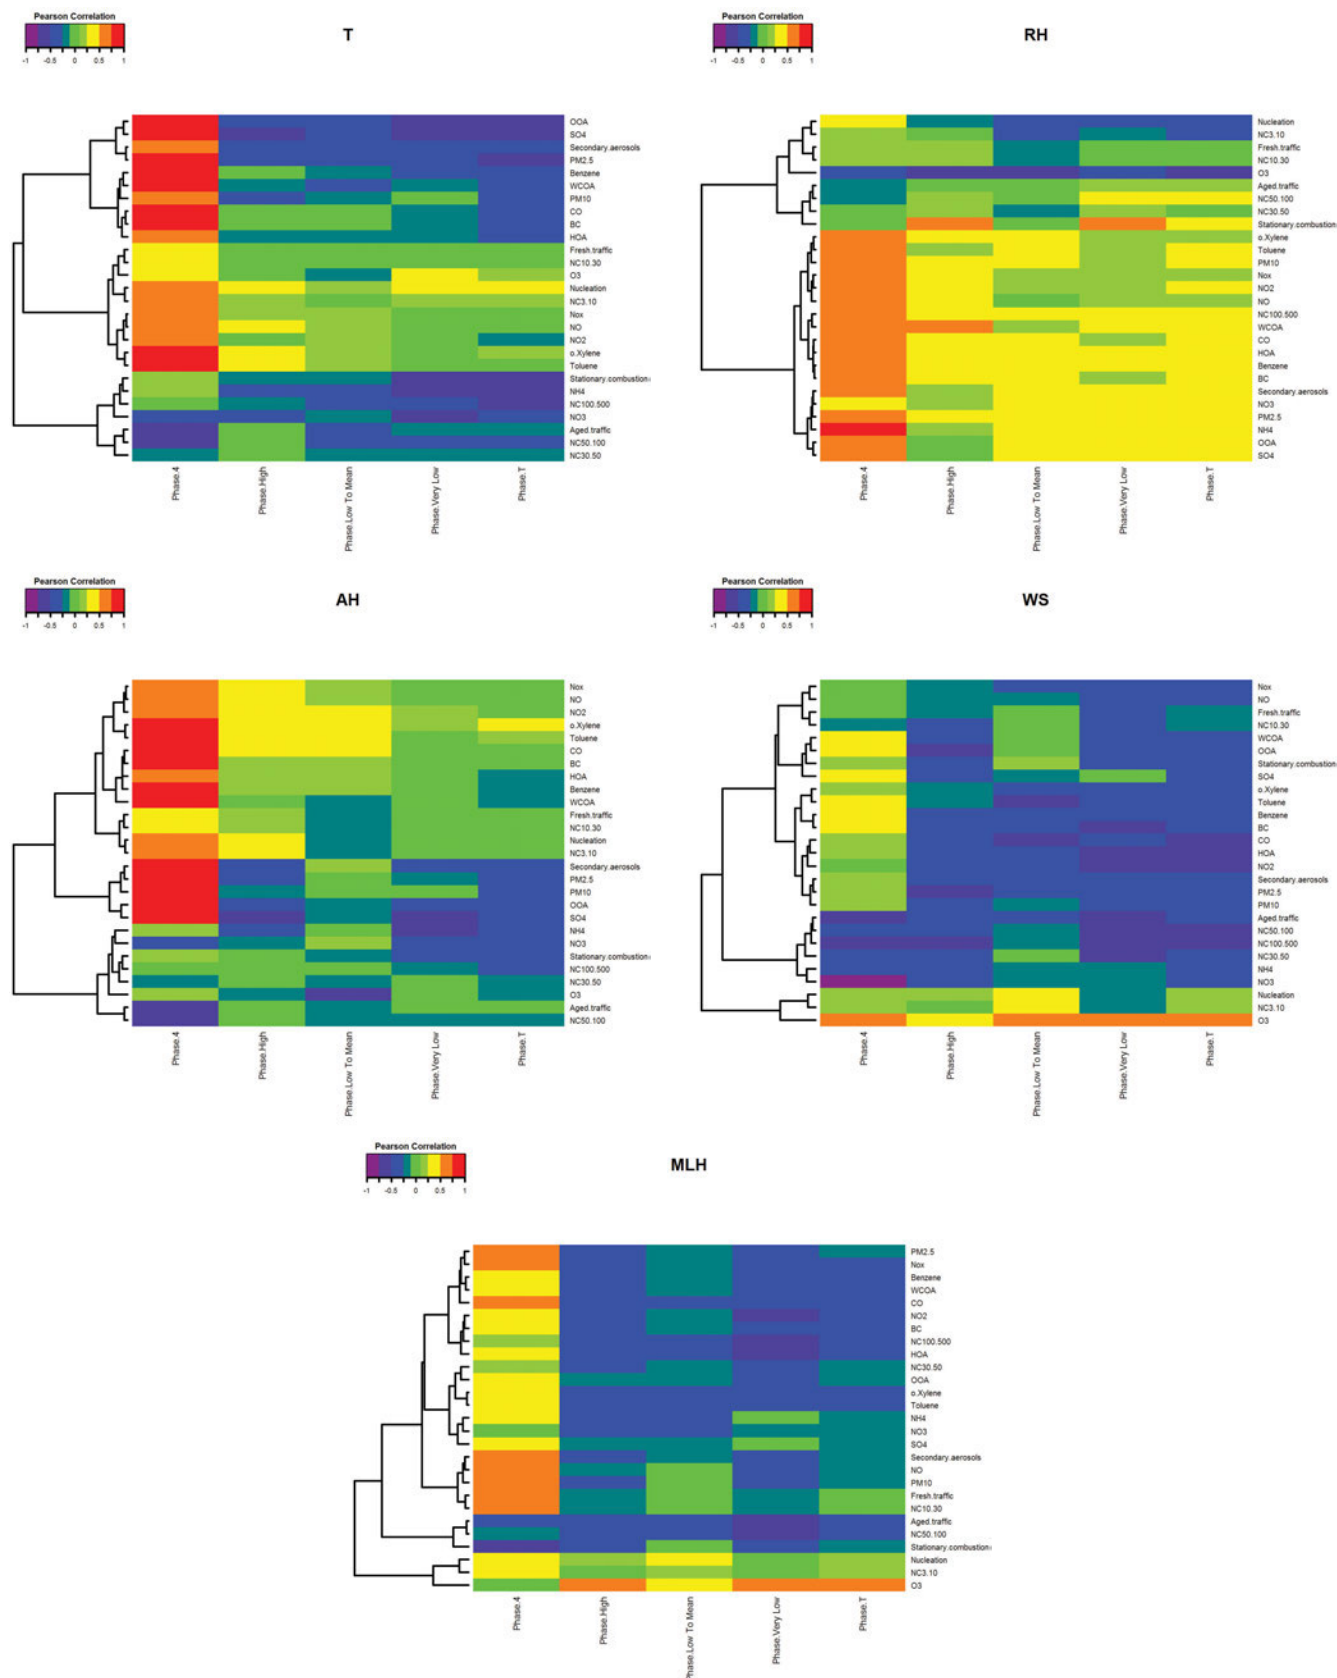 Pearson Correlation
-1 -0.5 0 0.5 1
T
OOA
SO4
Secondary.aerosols
PM2.5
Benzene
WCOA
PM10
CO
BC
HOA
Fresh.traffic
NC10.30
O3
Nucleation
NC3.10
Nox
NO
NO2
o.Xylene
Toluene
Stationary.combustion
NH4
NC100.500
NO3
Aged.traffic
NC50.100
NC30.50
Phase.4
Phase.High
Phase.Low To Mean
Phase.Very Low
Phase.T
Pearson Correlation
-1 -0.5 0 0.5 1
RH
Nucleation
NC3.10
Fresh.traffic
NC10.30
O3
Aged.traffic
NC50.100
NC30.50
Stationary.combustion
o.Xylene
Toluene
PM10
Nox
NO2
NO
NC100.500
WCOA
CO
HOA
Benzene
BC
Secondary.aerosols
NO3
PM2.5
NH4
OOA
SO4
Phase.4
Phase.High
Phase.Low To Mean
Phase.Very Low
Phase.T
Pearson Correlation
-1 -0.5 0 0.5 1
AH
Nox
NO
NO2
o.Xylene
Toluene
CO
BC
HOA
Benzene
WCOA
Fresh.traffic
NC10.30
Nucleation
NC3.10
Secondary.aerosols
PM2.5
PM10
OOA
SO4
NH4
NO3
Stationary.combustion
NC100.500
NC30.50
O3
Aged.traffic
NC50.100
Phase.4
Phase.High
Phase.Low To Mean
Phase.Very Low
Phase.T
Pearson Correlation
-1 -0.5 0 0.5 1
WS
Nox
NO
Fresh.traffic
NC10.30
WCOA
OOA
Stationary.combustion
SO4
o.Xylene
Toluene
Benzene
BC
CO
HOA
NO2
Secondary.aerosols
PM2.5
PM10
Aged.traffic
NC50.100
NC100.500
NC30.50
NH4
NO3
Nucleation
NC3.10
O3
Phase.4
Phase.High
Phase.Low To Mean
Phase.Very Low
Phase.T
Pearson Correlation
-1 -0.5 0 0.5 1
MLH
PM2.5
Nox
Benzene
WCOA
CO
NO2
BC
NC100.500
HOA
NC30.50
OOA
o.Xylene
Toluene
NH4
NO3
SO4
Secondary.aerosols
NO
PM10
Fresh.traffic
NC10.30
Aged.traffic
NC50.100
Stationary.combustion
Nucleation
NC3.10
O3
Phase.4
Phase.High
Phase.Low To Mean
Phase.Very Low
Phase.T